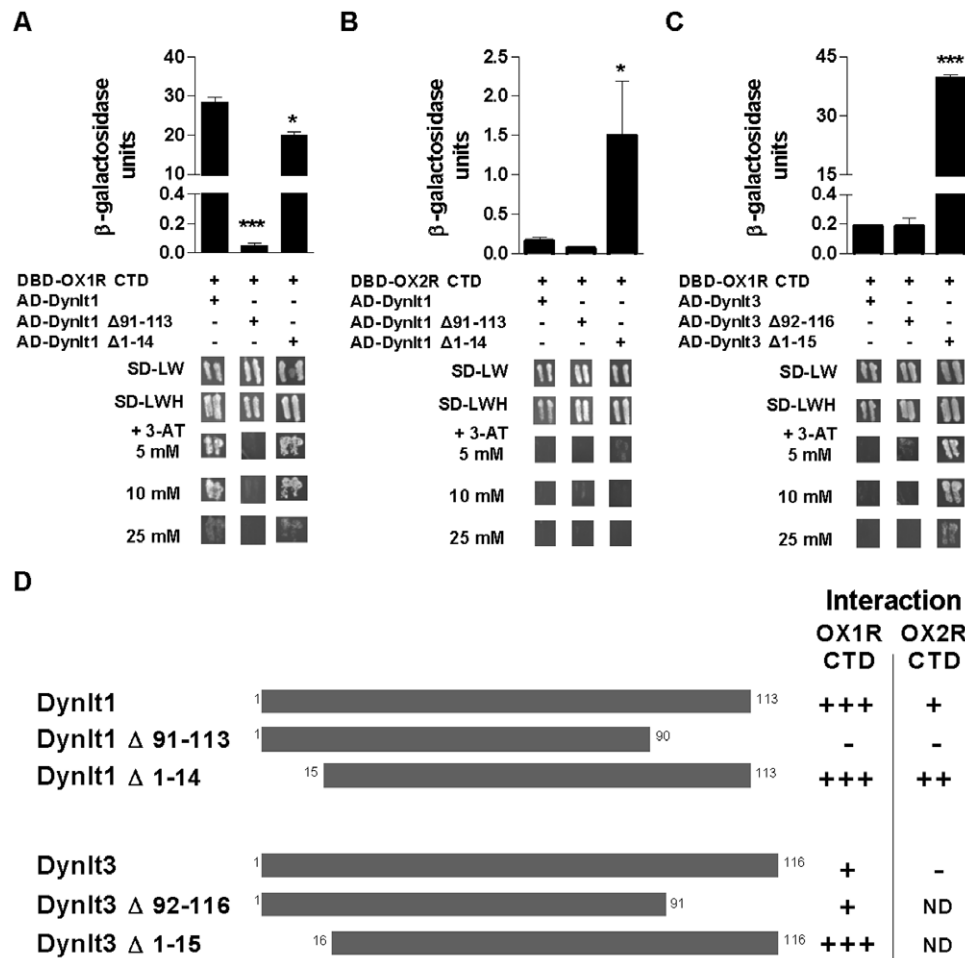 A
β-galactosidase units
40
30
20
10
0.4
0.2
0.0
***
*
DBD-OX1R CTD + + +
AD-Dynlt1 + - -
AD-Dynlt1 Δ91-113 - + -
AD-Dynlt1 Δ1-14 - - +
SD-LW
SD-LWH
+ 3-AT
5 mM
10 mM
25 mM
B
β-galactosidase units
2.5
2.0
1.5
1.0
0.5
0.0
*
DBD-OX2R CTD + + +
AD-Dynlt1 + - -
AD-Dynlt1 Δ91-113 - + -
AD-Dynlt1 Δ1-14 - - +
SD-LW
SD-LWH
+ 3-AT
5 mM
10 mM
25 mM
C
β-galactosidase units
45
30
15
0.4
0.2
0.0
***
DBD-OX1R CTD + + +
AD-Dynlt3 + - -
AD-Dynlt3 Δ92-116 - + -
AD-Dynlt3 Δ1-15 - - +
SD-LW
SD-LWH
+ 3-AT
5 mM
10 mM
25 mM
D
Interaction
OX1R CTD
OX2R CTD
Dynlt1 1 113 +++ +
Dynlt1 Δ 91-113 1 90 - -
Dynlt1 Δ 1-14 15 113 +++ ++
Dynlt3 1 116 + -
Dynlt3 Δ 92-116 1 91 + ND
Dynlt3 Δ 1-15 16 116 +++ ND